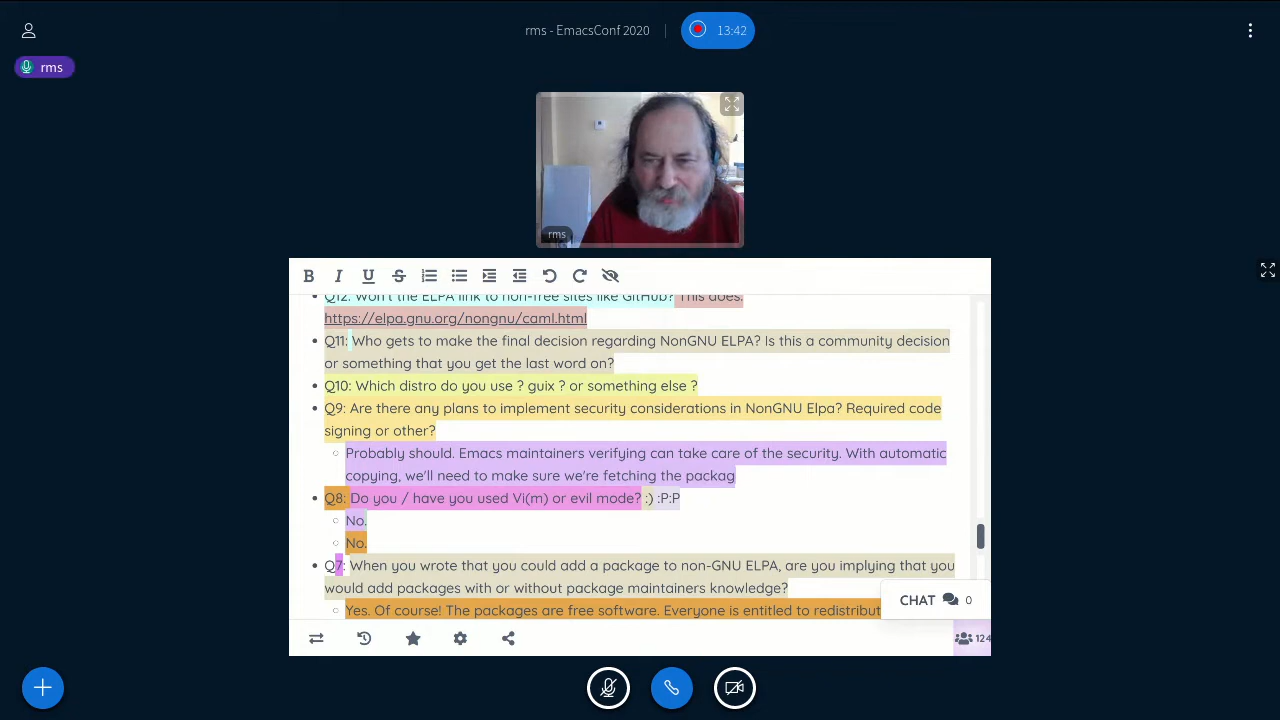 rms - EmacsConf 2020
13:42
rms
rms
Q12: Won't the ELPA link to non-free sites like GitHub? This does:
https://elpa.gnu.org/nongnu/caml.html
Q11: Who gets to make the final decision regarding NonGNU ELPA? Is this a community decision
or something that you get the last word on?
Q10: Which distro do you use ? guix ? or something else ?
Q9: Are there any plans to implement security considerations in NonGNU Elpa? Required code
signing or other?
Probably should. Emacs maintainers verifying can take care of the security. With automatic
copying, we'll need to make sure we're fetching the packag
Q8: Do you / have you used Vi(m) or evil mode? :) :P:P
No.
No.
Q7: When you wrote that you could add a package to non-GNU ELPA, are you implying that you
would add packages with or without package maintainers knowledge?
Yes. Of course! The packages are free software. Everyone is entitled to redistribut
CHAT 0
124